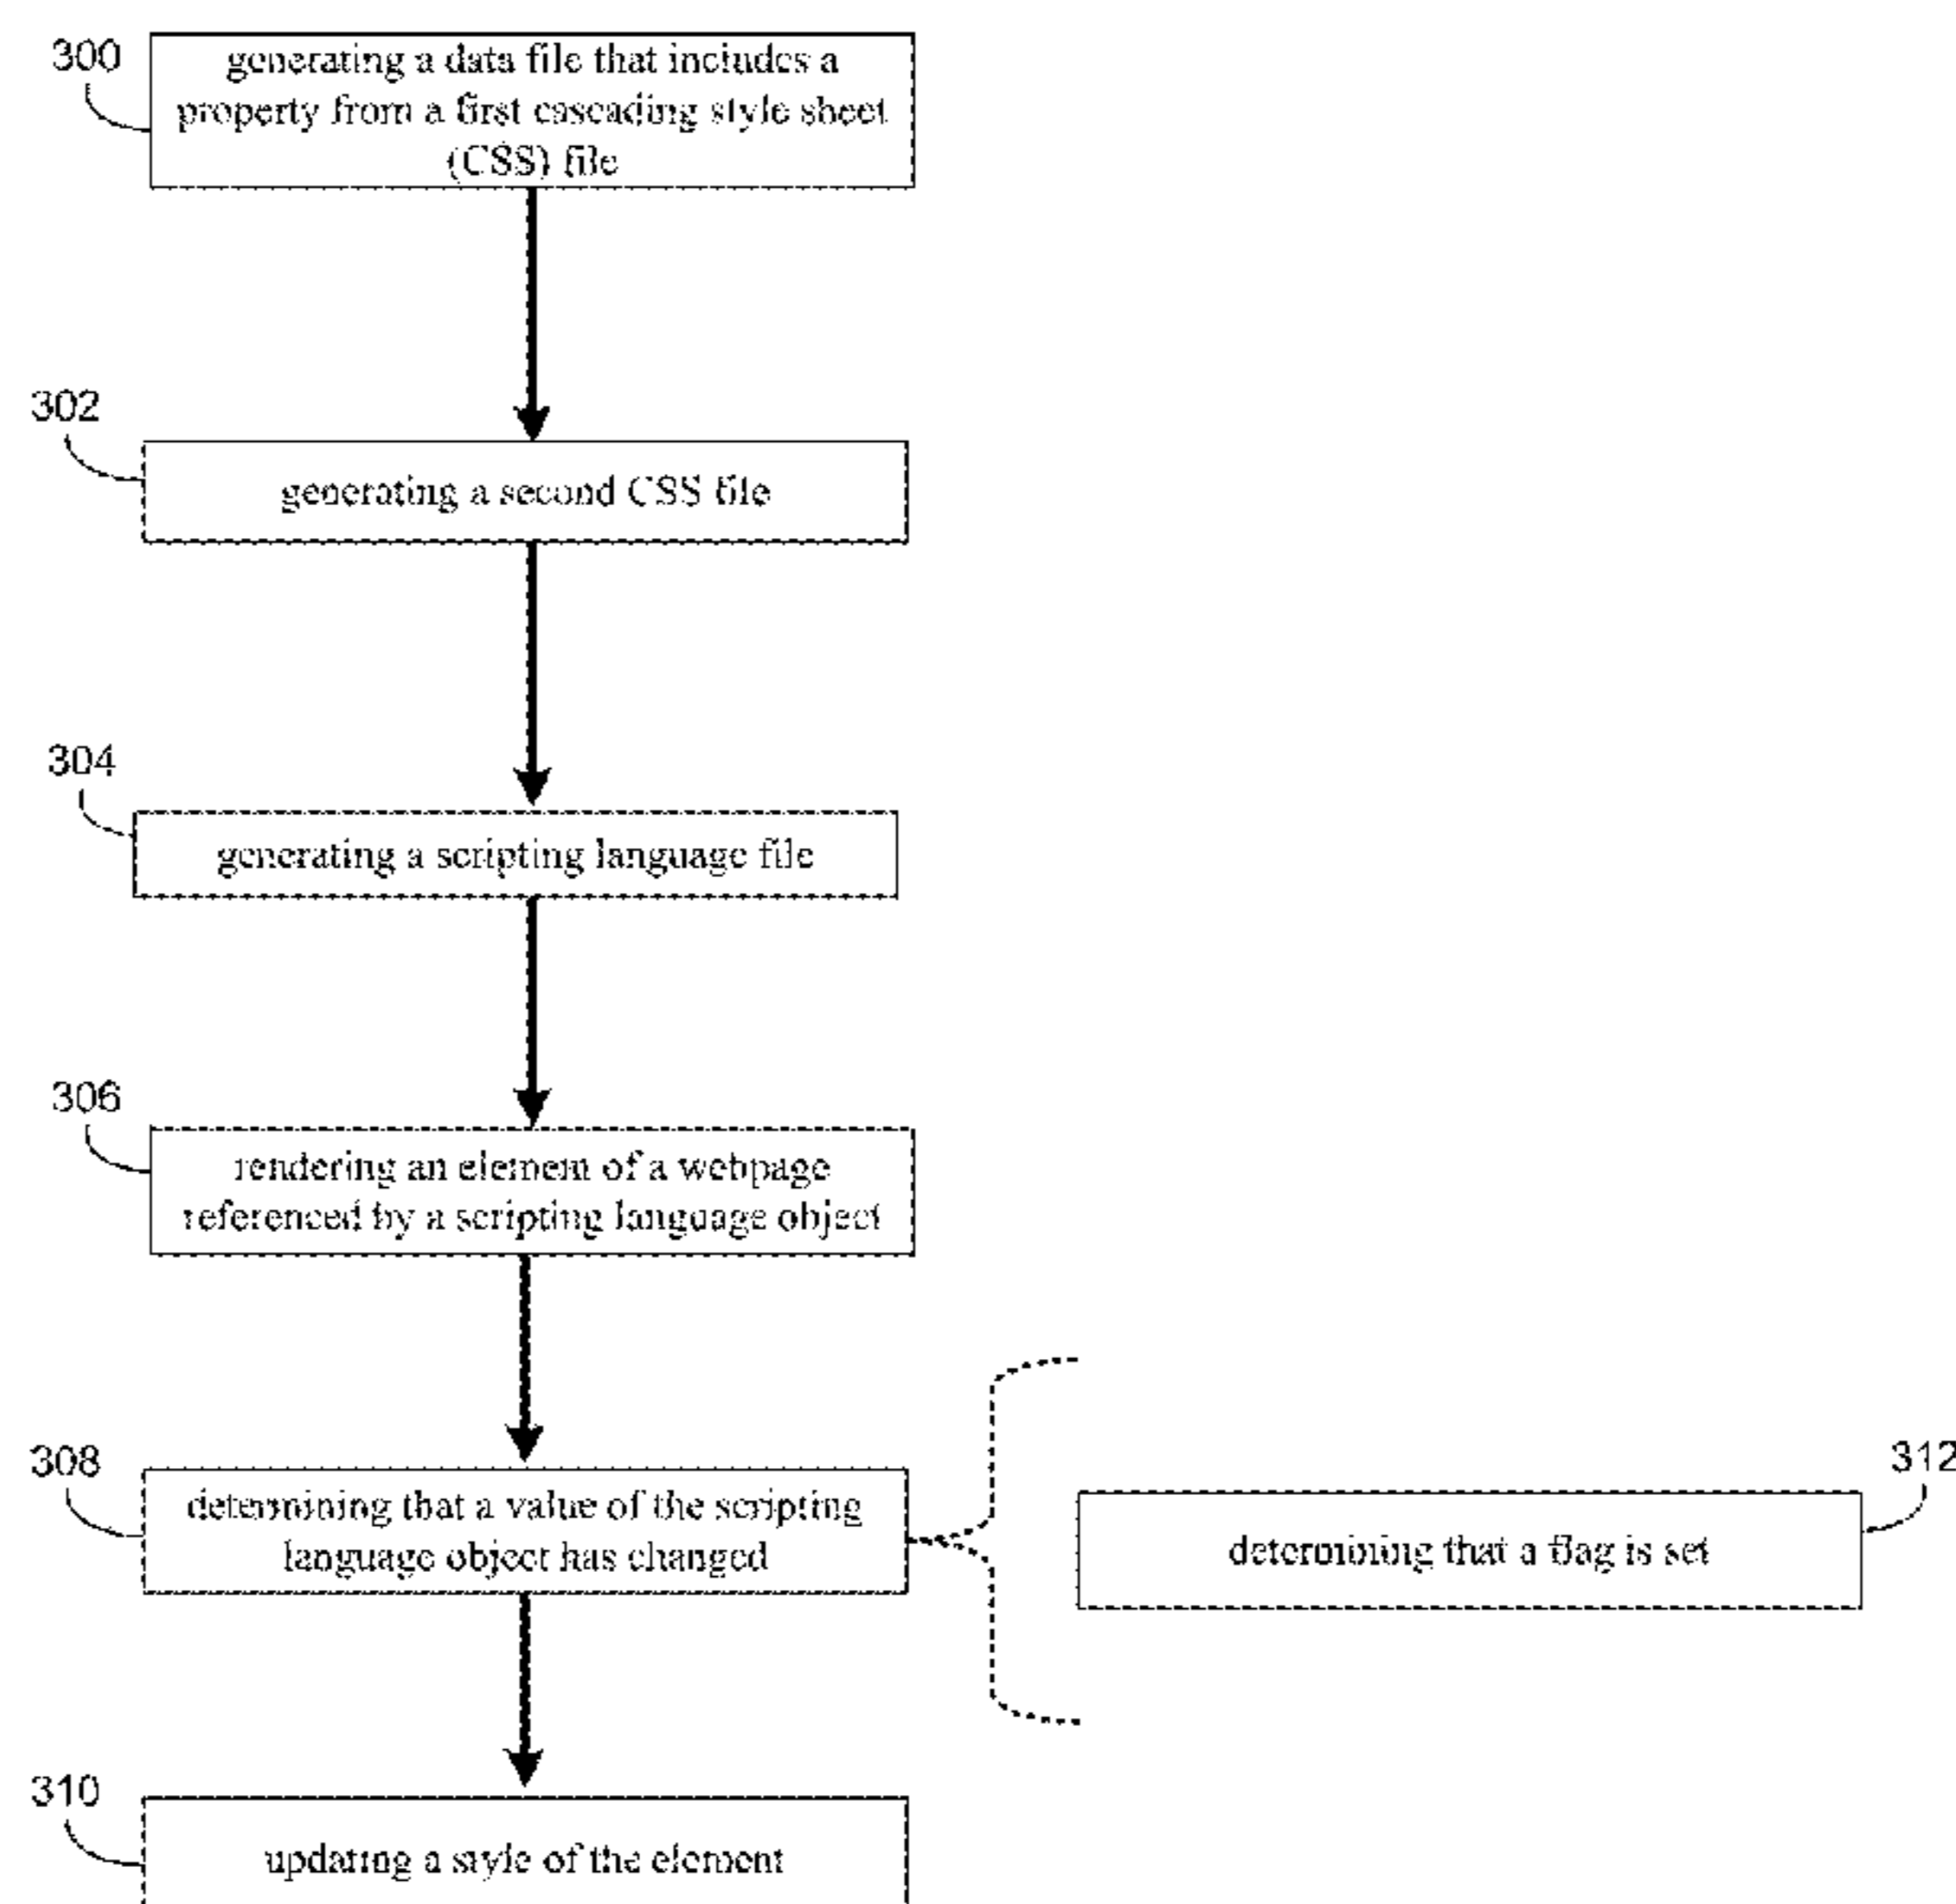 300
generating a data file that includes a
property from a first cascading style sheet
(CSS) file
302
generating a second CSS file
304
generating a scripting language file
306
rendering an element of a webpage
referenced by a scripting language object
308
determining that a value of the scripting
language object has changed
312
determining that a flag is set
310
updating a style of the element